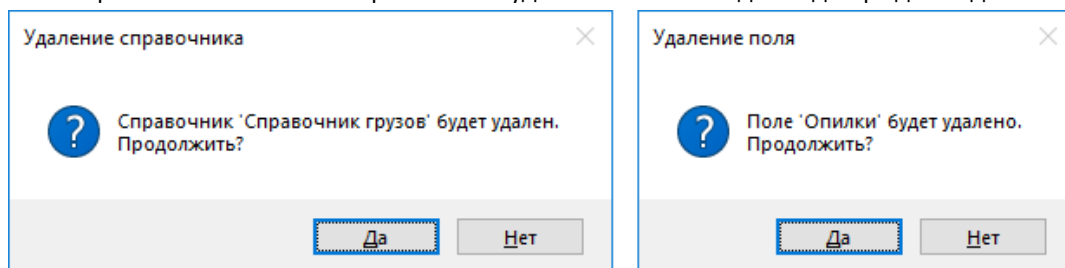 Удаление справочника
Справочник 'Справочник грузов' будет удален.
Продолжить?
Да
Нет
Удаление поля
Поле 'Опилки' будет удалено.
Продолжить?
Да
Нет